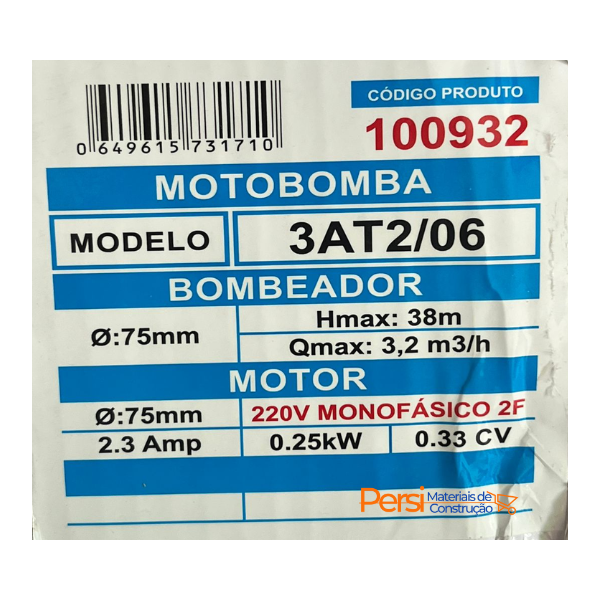 CÓDIGO PRODUTO
0 649615 731710
100932
MOTOBOMBA
MODELO 3AT2/06
BOMBEADOR
Ø:75mm
Hmax: 38m
Qmax: 3,2 m3/h
MOTOR
Ø:75mm 220V MONOFÁSICO 2F
2.3 Amp 0.25kW 0.33 CV
Persi Materiais de
Construção